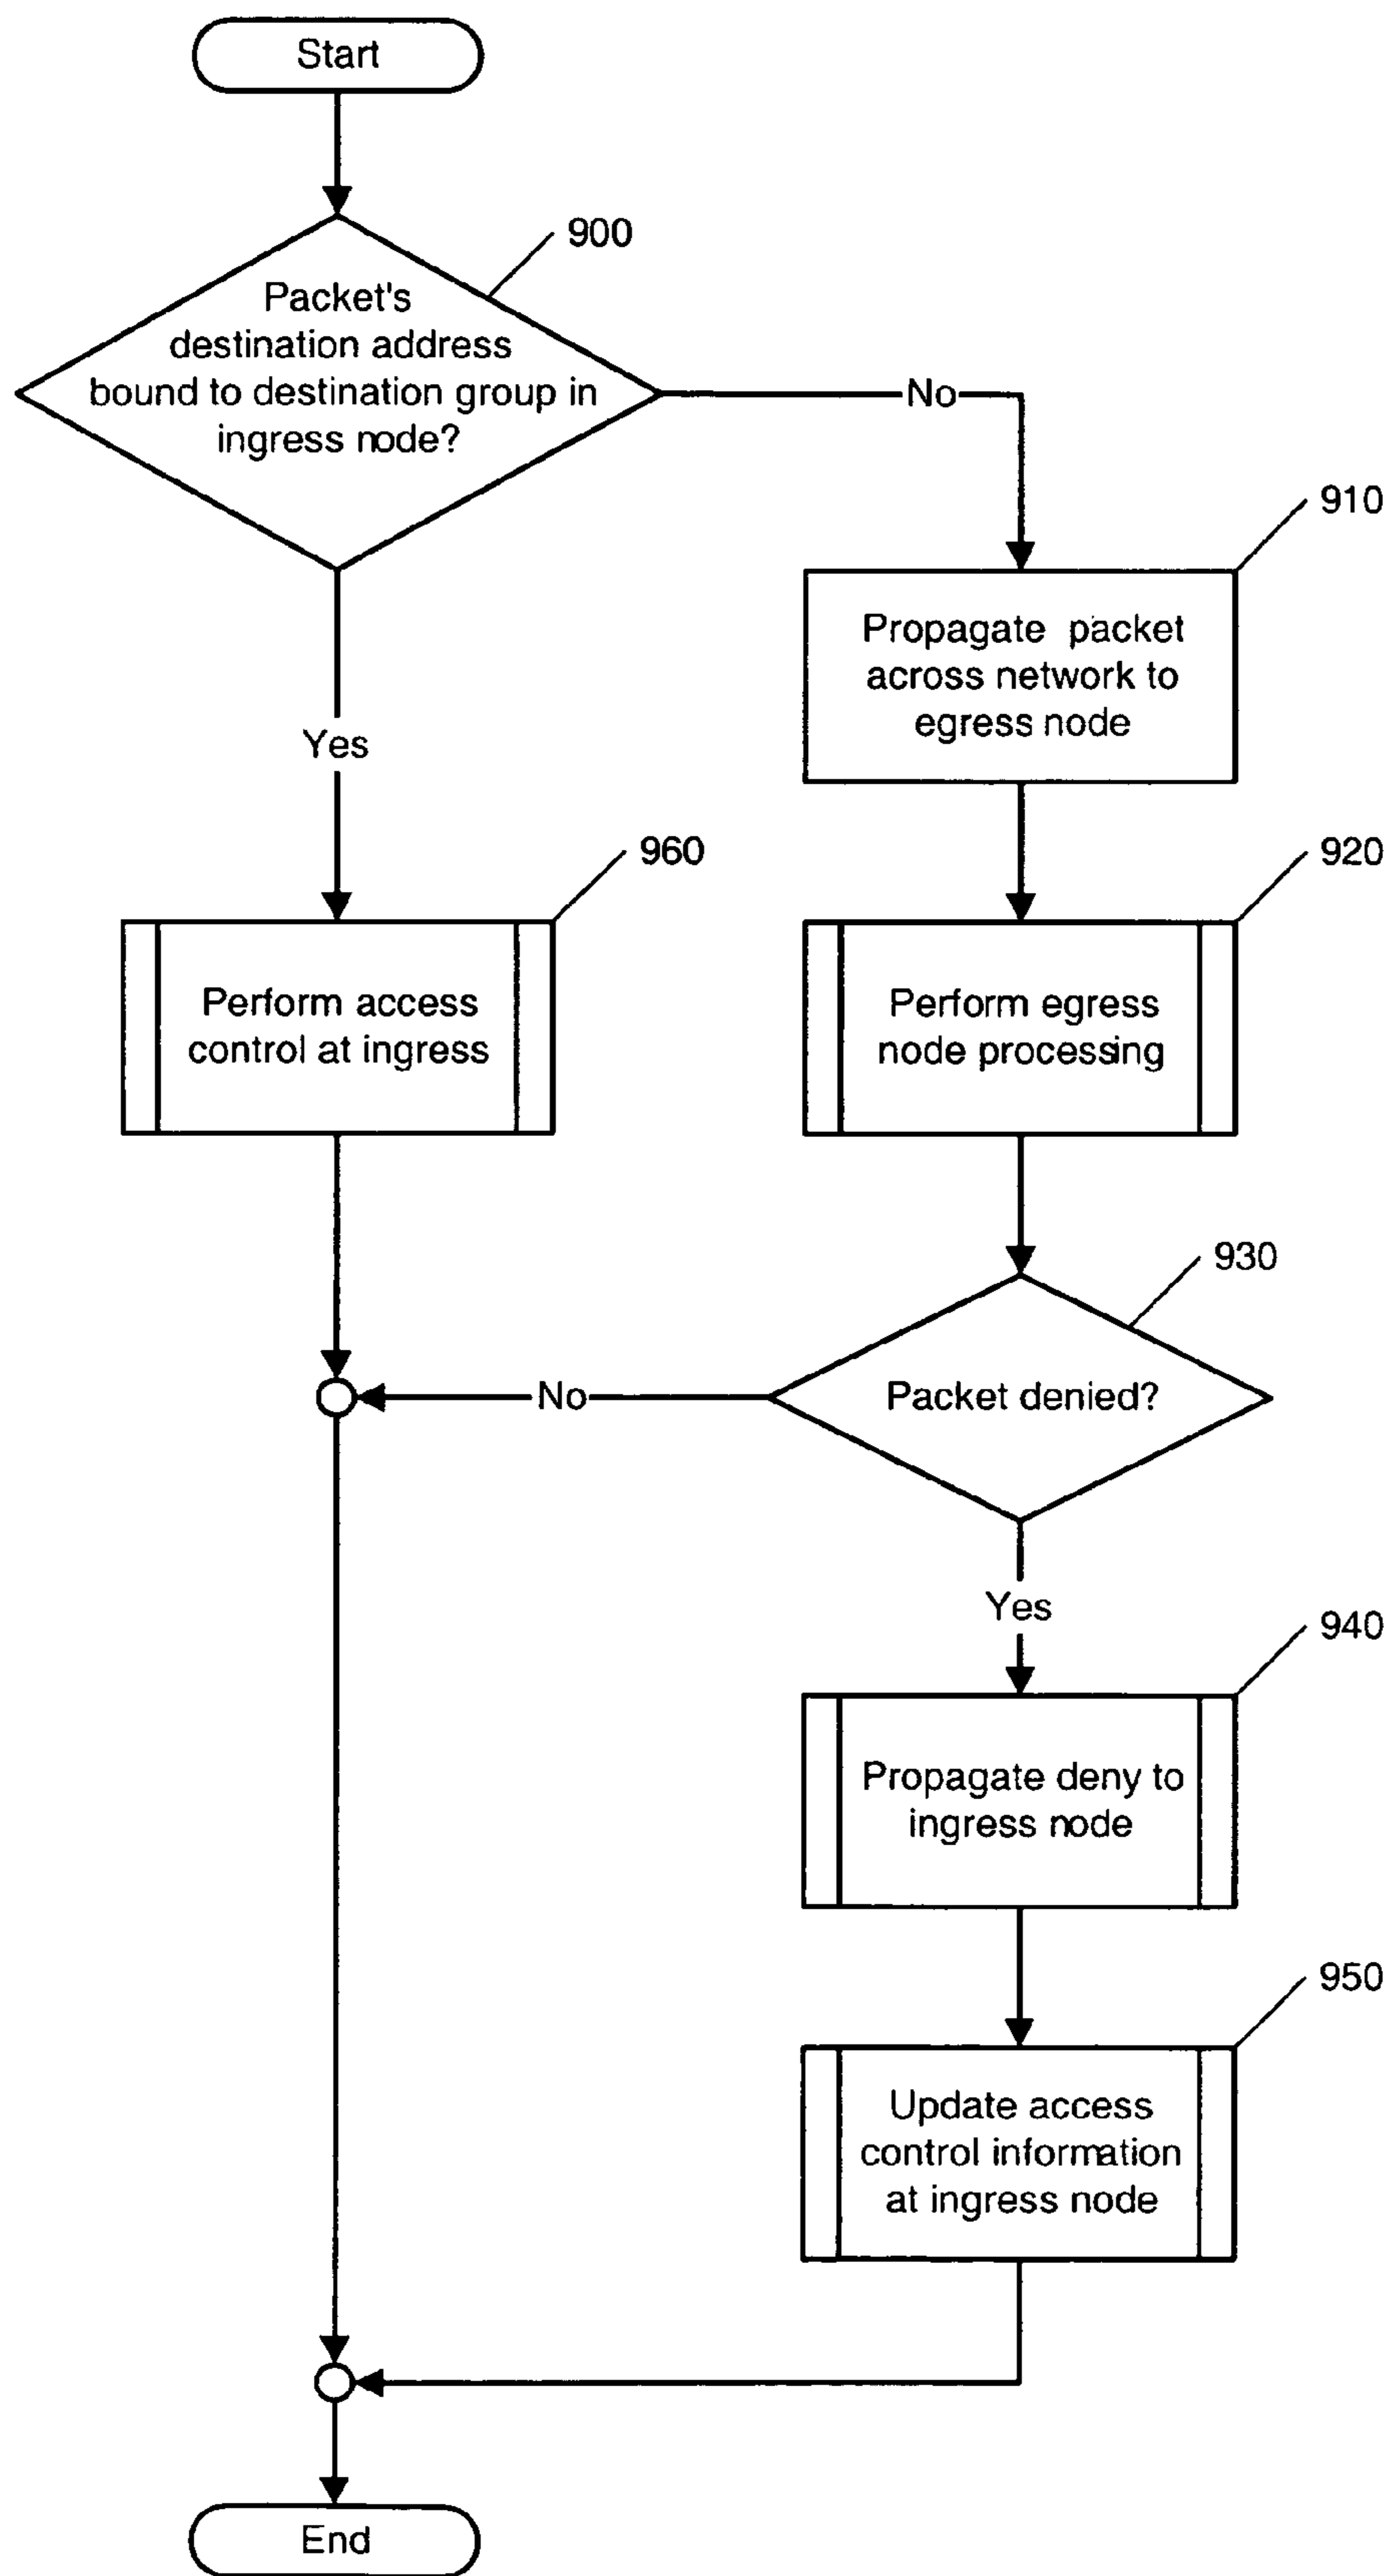 Start
900
Packet's
destination address
bound to destination group in
ingress node?
No
910
Propagate packet
across network to
egress node
Yes
960
920
Perform access
control at ingress
Perform egress
node processing
930
No
Packet denied?
Yes
940
Propagate deny to
ingress node
950
Update access
control information
at ingress node
End